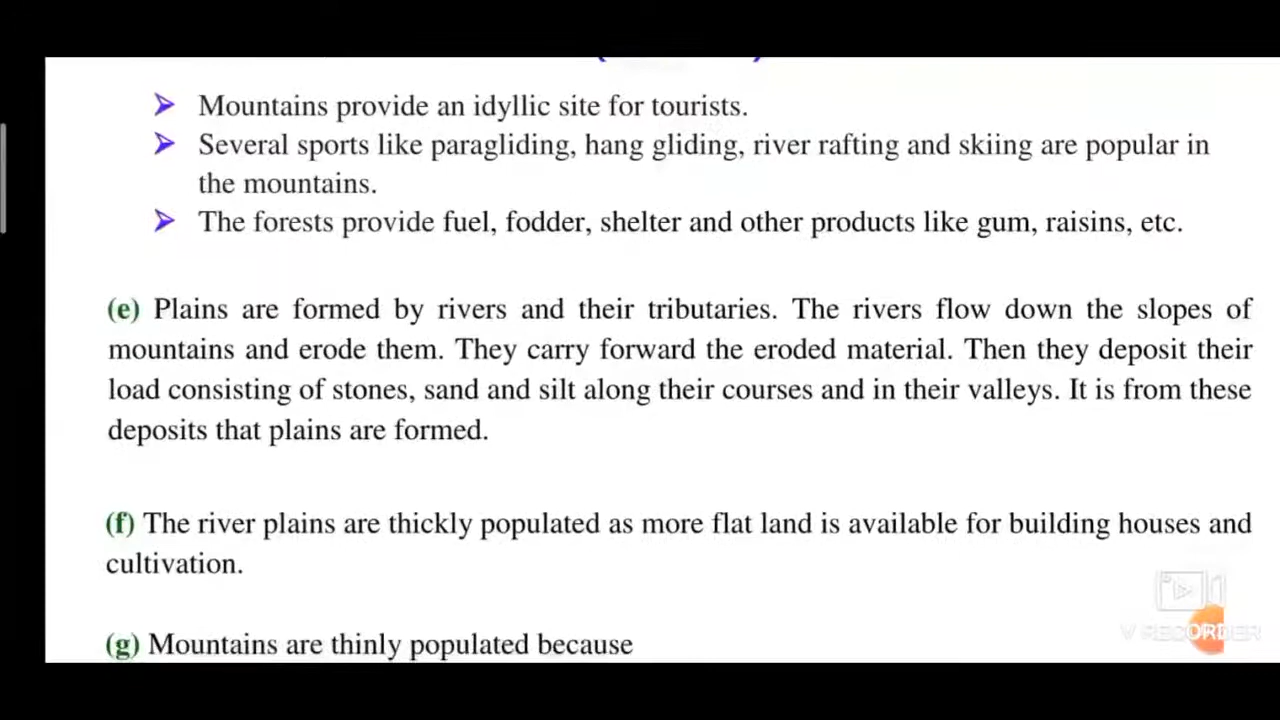 ➢ Mountains provide an idyllic site for tourists.
➢ Several sports like paragliding, hang gliding, river rafting and skiing are popular in
the mountains.
➢ The forests provide fuel, fodder, shelter and other products like gum, raisins, etc.
(e) Plains are formed by rivers and their tributaries. The rivers flow down the slopes of
mountains and erode them. They carry forward the eroded material. Then they deposit their
load consisting of stones, sand and silt along their courses and in their valleys. It is from these
deposits that plains are formed.
(f) The river plains are thickly populated as more flat land is available for building houses and
cultivation.
V RECORDER
(g) Mountains are thinly populated because